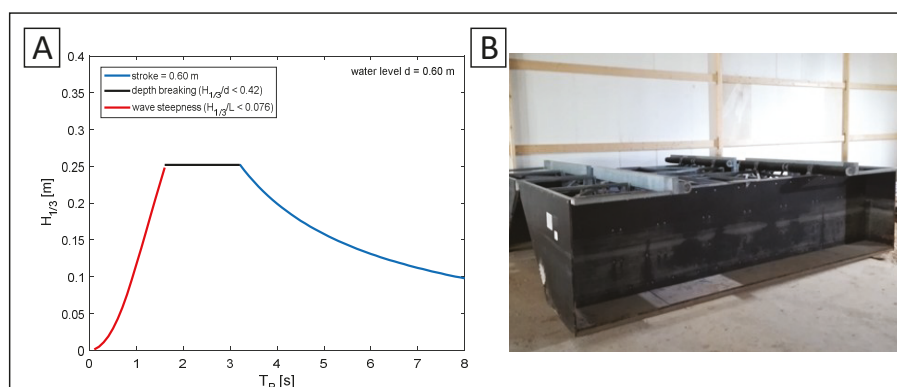 A
B
0.4
0.35
0.3
0.25
0.2
0.15
0.1
0.05
0
H1/3 [m]
stroke = 0.60 m
depth breaking (H1/3/d < 0.42)
wave steepness (H1/3/L < 0.076)
water level d = 0.60 m
0 1 2 3 4 5 6 7 8